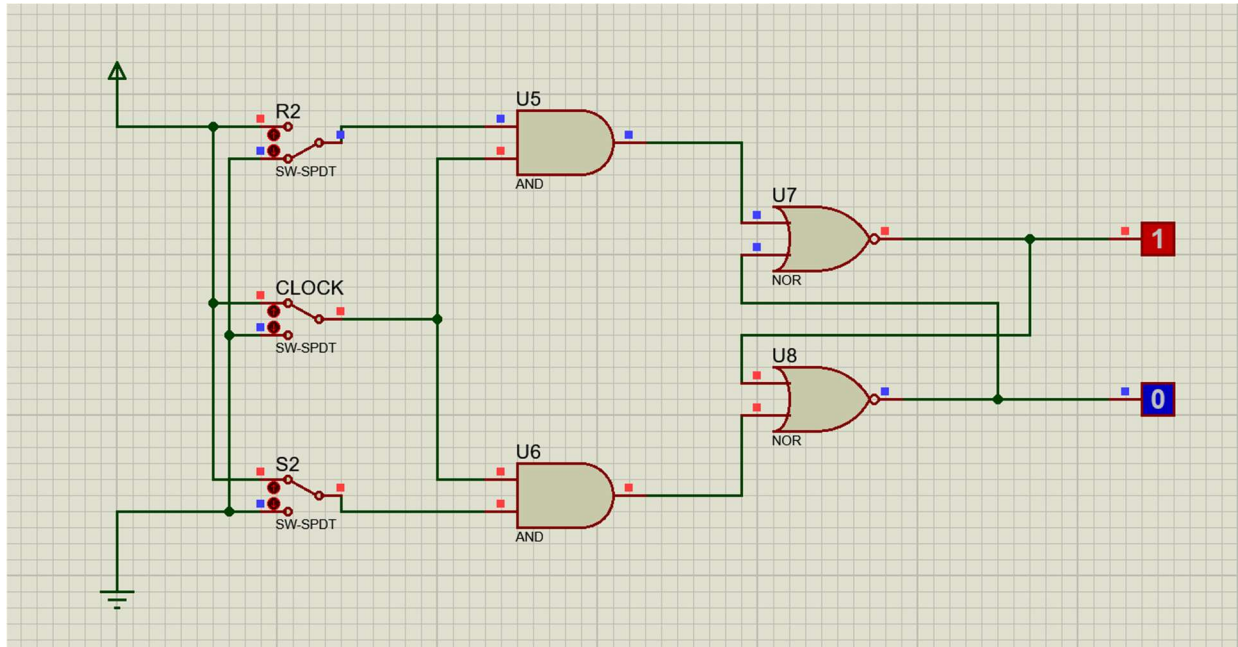 R2
SW-SPDT
U5
AND
U7
NOR
1
CLOCK
SW-SPDT
U8
NOR
0
S2
SW-SPDT
U6
AND